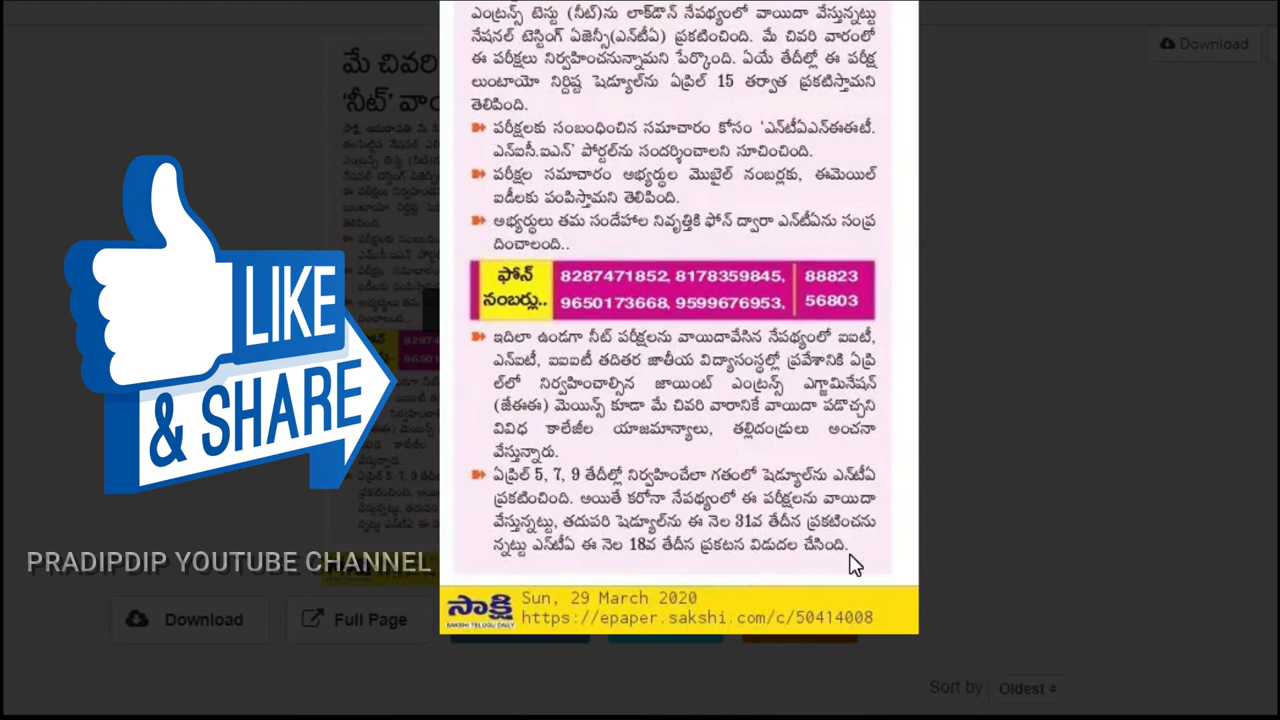 ఎంట్రన్స్ టెస్టు (నీట్)ను లాక్‌డౌన్ నేపథ్యంలో వాయిదా వేస్తున్నట్టు
నేషనల్ టెస్టింగ్ ఏజెన్సీ(ఎన్‌టీఏ) ప్రకటించింది. మే చివరి వారంలో
ఈ పరీక్షలు నిర్వహించనున్నామని పేర్కొంది. ఏయే తేదీల్లో ఈ పరీక్ష
లుంటాయో నిర్దిష్ట షెడ్యూల్‌ను ఏప్రిల్ 15 తర్వాత ప్రకటిస్తామని
తెలిపింది.
పరీక్షలకు సంబంధించిన సమాచారం కోసం 'ఎన్‌టీఏఎన్ఈఈటీ.
ఎన్ఐసీ.ఐఎన్' పోర్టల్‌ను సందర్శించాలని సూచించింది.
పరీక్షల సమాచారం అభ్యర్థుల మొబైల్ నంబర్లకు, ఈమెయిల్
ఐడీలకు పంపిస్తామని తెలిపింది.
అభ్యర్థులు తమ సందేహాల నివృత్తికి ఫోన్ ద్వారా ఎన్‌టీఏను సంప్ర
దించాలంది..
ఫోన్ నంబర్లు..
8287471852, 8178359845, 88823
9650173668, 9599676953, 56803
ఇదిలా ఉండగా నీట్ పరీక్షలను వాయిదావేసిన నేపథ్యంలో ఐఐటీ,
ఎన్ఐటీ, ఐఐఐటీ తదితర జాతీయ విద్యాసంస్థల్లో ప్రవేశానికి ఏప్రి
ల్‌లో నిర్వహించాల్సిన జాయింట్ ఎంట్రన్స్ ఎగ్జామినేషన్
(జేఈఈ) మెయిన్స్ కూడా మే చివరి వారానికే వాయిదా పడొచ్చని
వివిధ కాలేజీల యాజమాన్యాలు, తల్లిదండ్రులు అంచనా
వేస్తున్నారు.
ఏప్రిల్ 5, 7, 9 తేదీల్లో నిర్వహించేలా గతంలో షెడ్యూల్‌ను ఎన్‌టీఏ
ప్రకటించింది. అయితే కరోనా నేపథ్యంలో ఈ పరీక్షలను వాయిదా
వేస్తున్నట్టు, తదుపరి షెడ్యూల్‌ను ఈ నెల 31వ తేదీన ప్రకటించను
న్నట్టు ఎన్‌టీఏ ఈ నెల 18వ తేదీన ప్రకటన విడుదల చేసింది.
సాక్షి
SAKSHI TELUGU DAILY
Sun, 29 March 2020
https://epaper.sakshi.com/c/50414008
LIKE
& SHARE
PRADIPDIP YOUTUBE CHANNEL
Download
Download
Full Page
Sort by Oldest
మే చివరి
'నీట్' వా